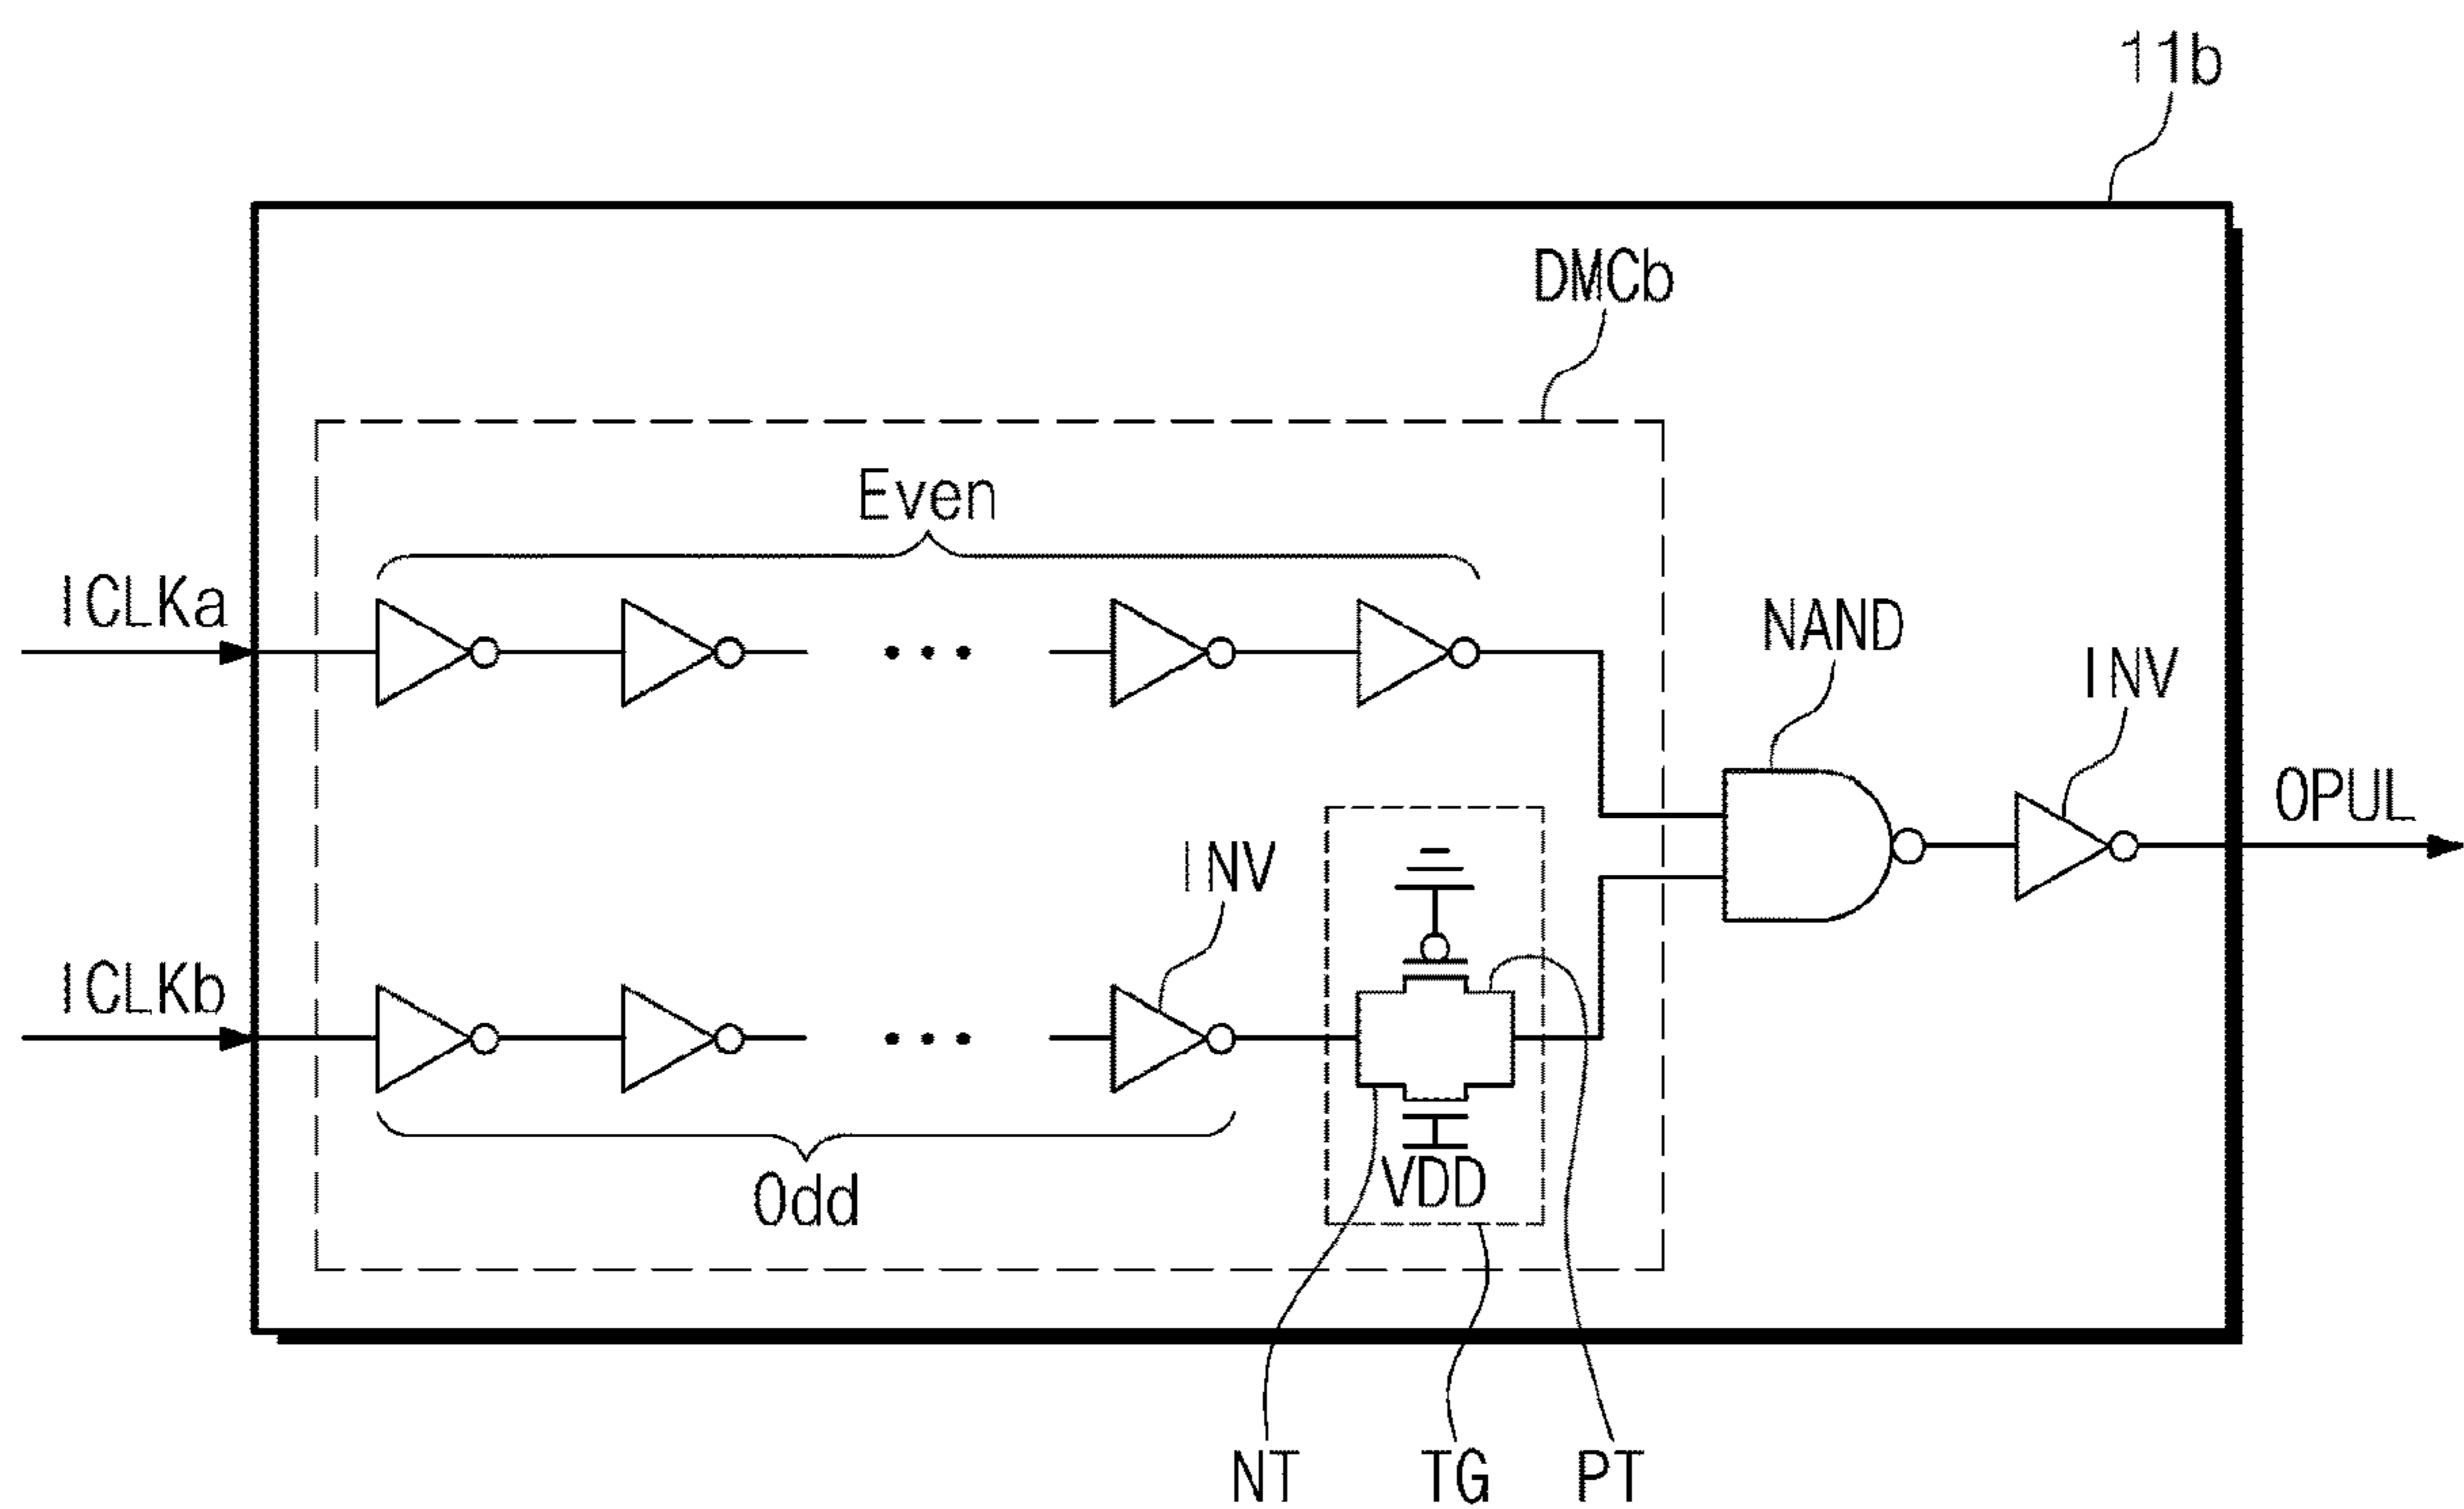 11b
DMCb
Even
ICLKa
NAND
INV
OPUL
INV
ICLKb
VDD
Odd
NT
TG
PT